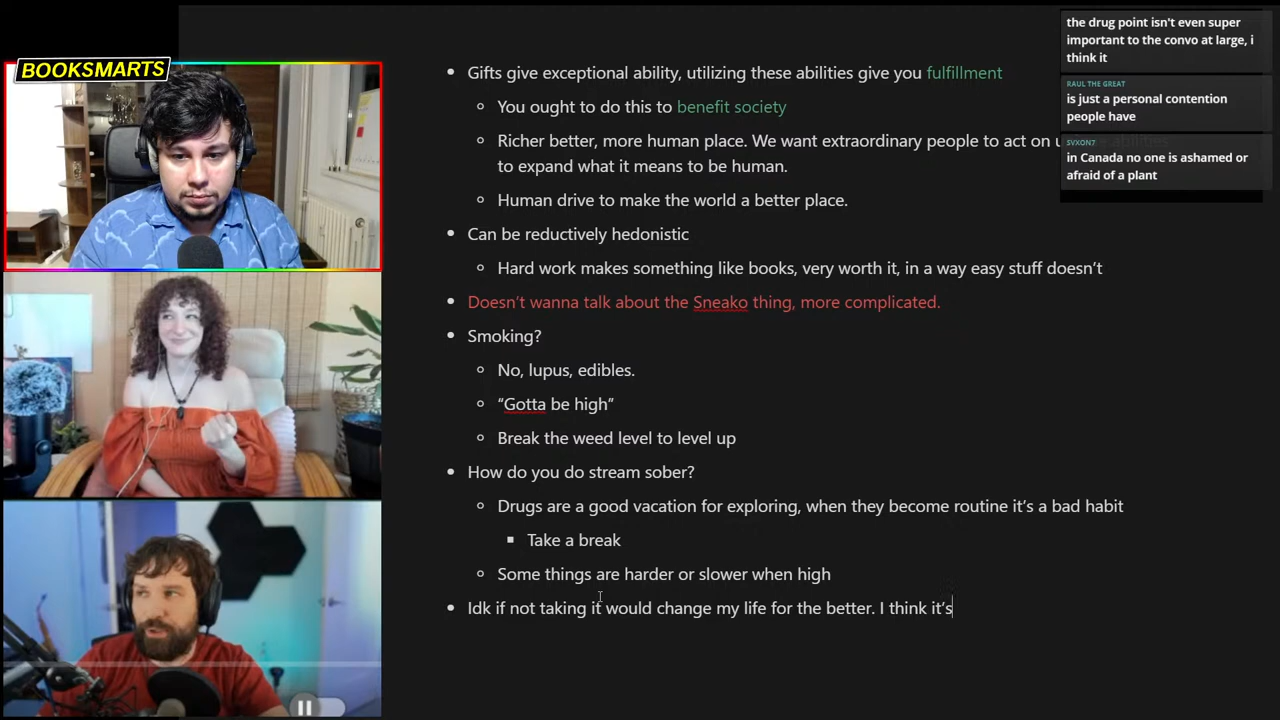 BOOKSMARTS
Gifts give exceptional ability, utilizing these abilities give you fulfillment
You ought to do this to benefit society
Richer better, more human place. We want extraordinary people to act on
to expand what it means to be human.
Human drive to make the world a better place.
Can be reductively hedonistic
Hard work makes something like books, very worth it, in a way easy stuff doesn’t
Doesn’t wanna talk about the Sneako thing, more complicated.
Smoking?
No, lupus, edibles.
“Gotta be high”
Break the weed level to level up
How do you do stream sober?
Drugs are a good vacation for exploring, when they become routine it’s a bad habit
Take a break
Some things are harder or slower when high
Idk if not taking it would change my life for the better. I think it’s
the drug point isn't even super
important to the convo at large, i
think it
RAUL THE GREAT
is just a personal contention
people have
SVXON7
in Canada no one is ashamed or
afraid of a plant